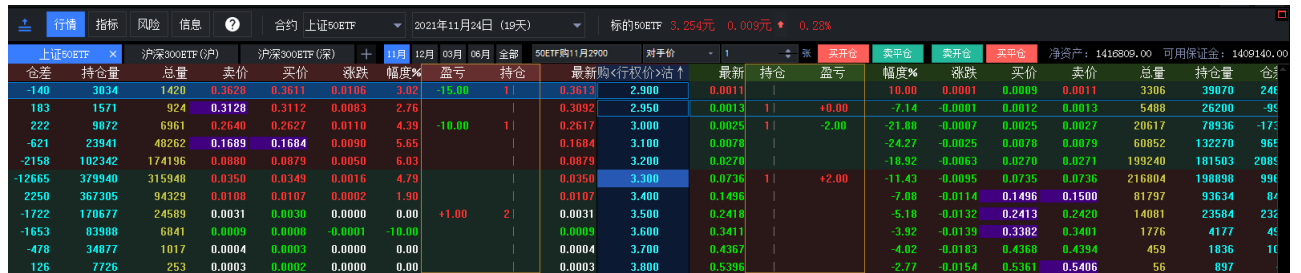 行情 指标 风险 信息 ? 合约 上证50ETF 2021年11月24日 (19天) 标的50ETF 3.254元 0.009元 0.28%
上证50ETF × 沪深300ETF(沪) 沪深300ETF(深) + 11月 12月 03月 06月 全部 50ETF购11月2900 对手价 1 张 买开仓 卖平仓 卖开仓 买平仓 净资产: 1416809.00 可用保证金: 1409140.00
仓差 持仓量 总量 卖价 买价 涨跌 幅度% 盈亏 持仓 最新 购<行权价>沽↑ 最新 持仓 盈亏 幅度% 涨跌 买价 卖价 总量 持仓量 仓差
-140 3034 1420 0.3628 0.3611 0.0106 3.02 -15.00 1 0.3613 2.900 0.0011 10.00 0.0001 0.0009 0.0011 3306 39070 246
183 1571 924 0.3128 0.3112 0.0083 2.76 0.3092 2.950 0.0013 1 +0.00 -7.14 -0.0001 0.0012 0.0013 5488 26200 -99
222 9872 6961 0.2640 0.2627 0.0110 4.39 -10.00 1 0.2617 3.000 0.0025 1 -2.00 -21.88 -0.0007 0.0025 0.0027 20617 78936 -173
-621 23941 48262 0.1689 0.1684 0.0090 5.65 0.1684 3.100 0.0078 -24.27 -0.0025 0.0078 0.0079 60852 132270 965
-2158 102342 174196 0.0880 0.0879 0.0050 6.03 0.0879 3.200 0.0270 -18.92 -0.0063 0.0270 0.0271 199240 181503 2089
-12665 379940 315948 0.0350 0.0349 0.0016 4.79 0.0350 3.300 0.0736 1 +2.00 -11.43 -0.0095 0.0735 0.0736 216804 198898 996
2250 367305 94329 0.0108 0.0107 0.0002 1.90 0.0107 3.400 0.1496 -7.08 -0.0114 0.1496 0.1500 81797 93634 84
-1722 170677 24589 0.0031 0.0030 0.0000 0.00 +1.00 2 0.0031 3.500 0.2418 -5.18 -0.0132 0.2413 0.2420 14081 23584 232
-1653 83988 6841 0.0009 0.0008 -0.0001 -10.00 0.0009 3.600 0.3411 -3.92 -0.0139 0.3382 0.3401 1776 4177 49
-478 34877 1017 0.0004 0.0003 0.0000 0.00 0.0004 3.700 0.4367 -4.02 -0.0183 0.4368 0.4394 459 1836 10
126 7726 253 0.0003 0.0002 0.0000 0.00 0.0003 3.800 0.5396 -2.77 -0.0154 0.5361 0.5406 56 897